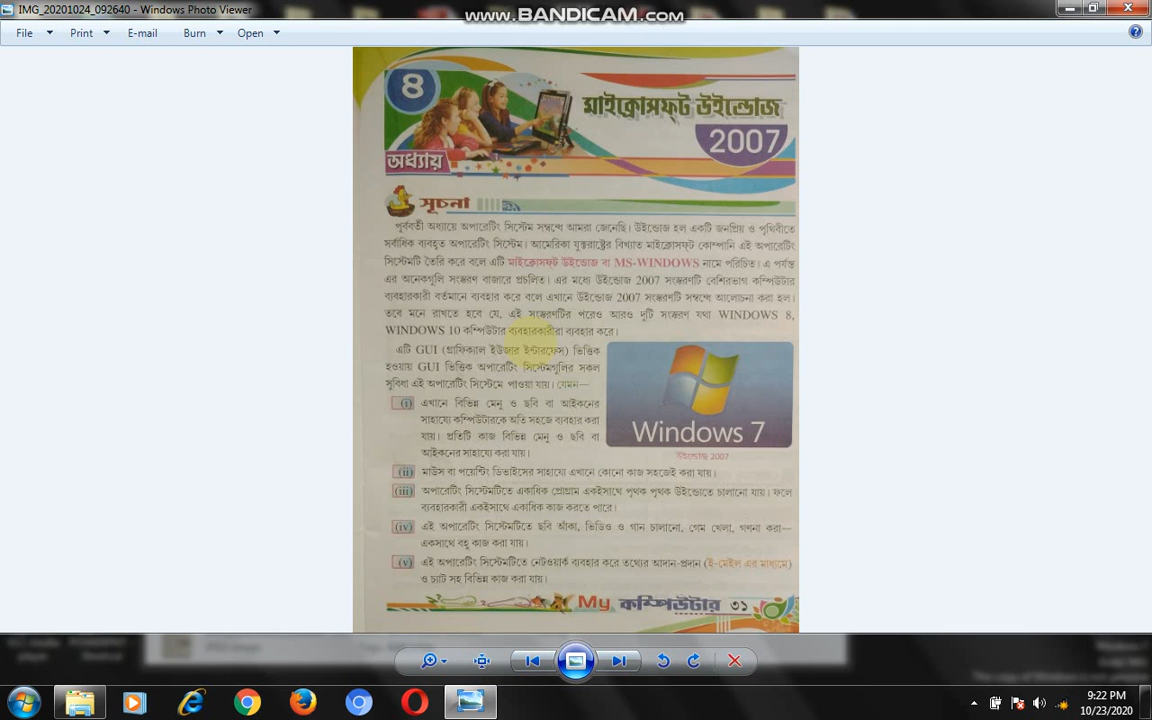 IMG_20201024_092640 - Windows Photo Viewer
www.BANDICAM.com
File Print E-mail Burn Open
৪
মাইক্রোসফ্‌ট উইন্ডোজ
2007
অধ্যায়
সূচনা
পূর্ববর্তী অধ্যায়ে অপারেটিং সিস্টেম সম্বন্ধে আমরা জেনেছি। উইন্ডোজ হল একটি জনপ্রিয় ও পৃথিবীতে
সর্বাধিক ব্যবহৃত অপারেটিং সিস্টেম। আমেরিকা যুক্তরাষ্ট্রের বিখ্যাত মাইক্রোসফ্‌ট কোম্পানি এই অপারেটিং
সিস্টেমটি তৈরি করে বলে এটি মাইক্রোসফ্‌ট উইন্ডোজ বা MS-WINDOWS নামে পরিচিত। এ পর্যন্ত
এর অনেকগুলি সংস্করণ বাজারে প্রচলিত। এর মধ্যে উইন্ডোজ 2007 সংস্করণটি বেশিরভাগ কম্পিউটার
ব্যবহারকারী বর্তমানে ব্যবহার করে বলে এখানে উইন্ডোজ 2007 সংস্করণটি সম্বন্ধে আলোচনা করা হল।
তবে মনে রাখতে হবে যে, এই সংস্করণটির পরেও আরও দুটি সংস্করণ যথা WINDOWS 8,
WINDOWS 10 কম্পিউটার ব্যবহারকারীরা ব্যবহার করে।
এটি GUI (গ্রাফিক্যাল ইউজার ইন্টারফেস) ভিত্তিক
হওয়ায় GUI ভিত্তিক অপারেটিং সিস্টেমগুলির সকল
সুবিধা এই অপারেটিং সিস্টেমে পাওয়া যায়। যেমন—
(i) এখানে বিভিন্ন মেনু ও ছবি বা আইকনের
সাহায্যে কম্পিউটারকে অতি সহজে ব্যবহার করা
যায়। প্রতিটি কাজ বিভিন্ন মেনু ও ছবি বা
আইকনের সাহায্যে করা যায়।
Windows 7
উইন্ডোজ 2007
(ii) মাউস বা পয়েন্টিং ডিভাইসের সাহায্যে এখানে কোনো কাজ সহজেই করা যায়।
(iii) অপারেটিং সিস্টেমটিতে একাধিক প্রোগ্রাম একইসাথে পৃথক পৃথক উইন্ডোতে চালানো যায়। ফলে
ব্যবহারকারী একইসাথে একাধিক কাজ করতে পারে।
(iv) এই অপারেটিং সিস্টেমটিতে ছবি আঁকা, ভিডিও ও গান চালানো, গেম খেলা, গণনা করা—
একসাথে বহু কাজ করা যায়।
(v) এই অপারেটিং সিস্টেমটিতে নেটওয়ার্ক ব্যবহার করে তথ্যের আদান-প্রদান (ই-মেইল এর মাধ্যমে)
ও চ্যাট সহ বিভিন্ন কাজ করা যায়।
My কম্পিউটার ৩১
9:22 PM
10/23/2020